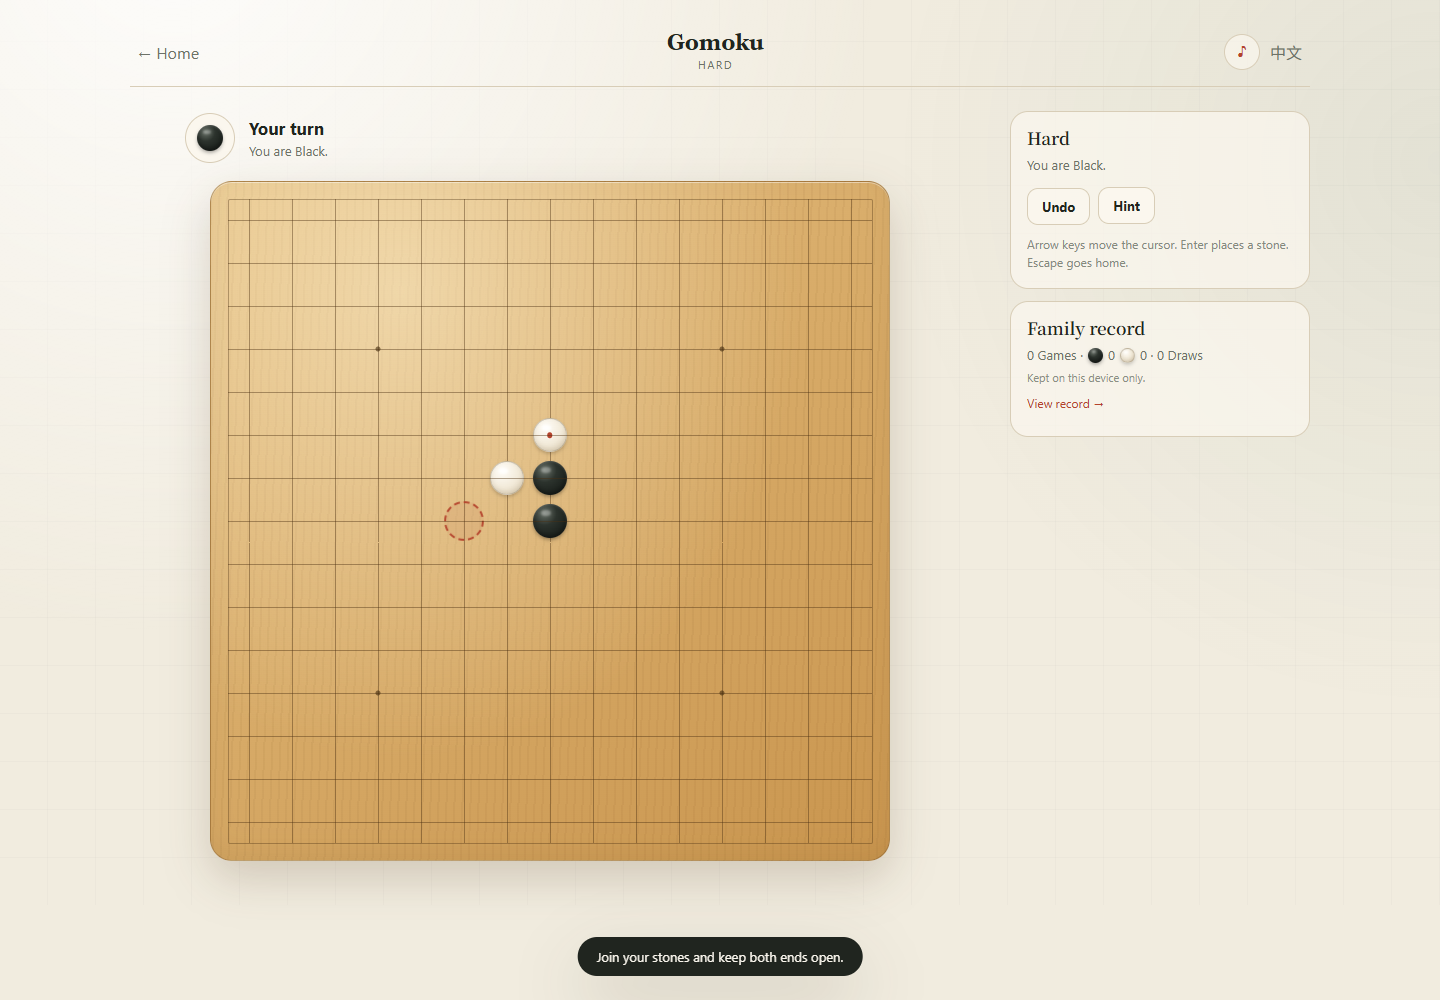 ← Home
Gomoku
HARD
♪
中文
Your turn
You are Black.
Hard
You are Black.
Undo
Hint
Arrow keys move the cursor. Enter places a stone.
Escape goes home.
Family record
0 Games · 0 0 · 0 Draws
Kept on this device only.
View record →
Join your stones and keep both ends open.